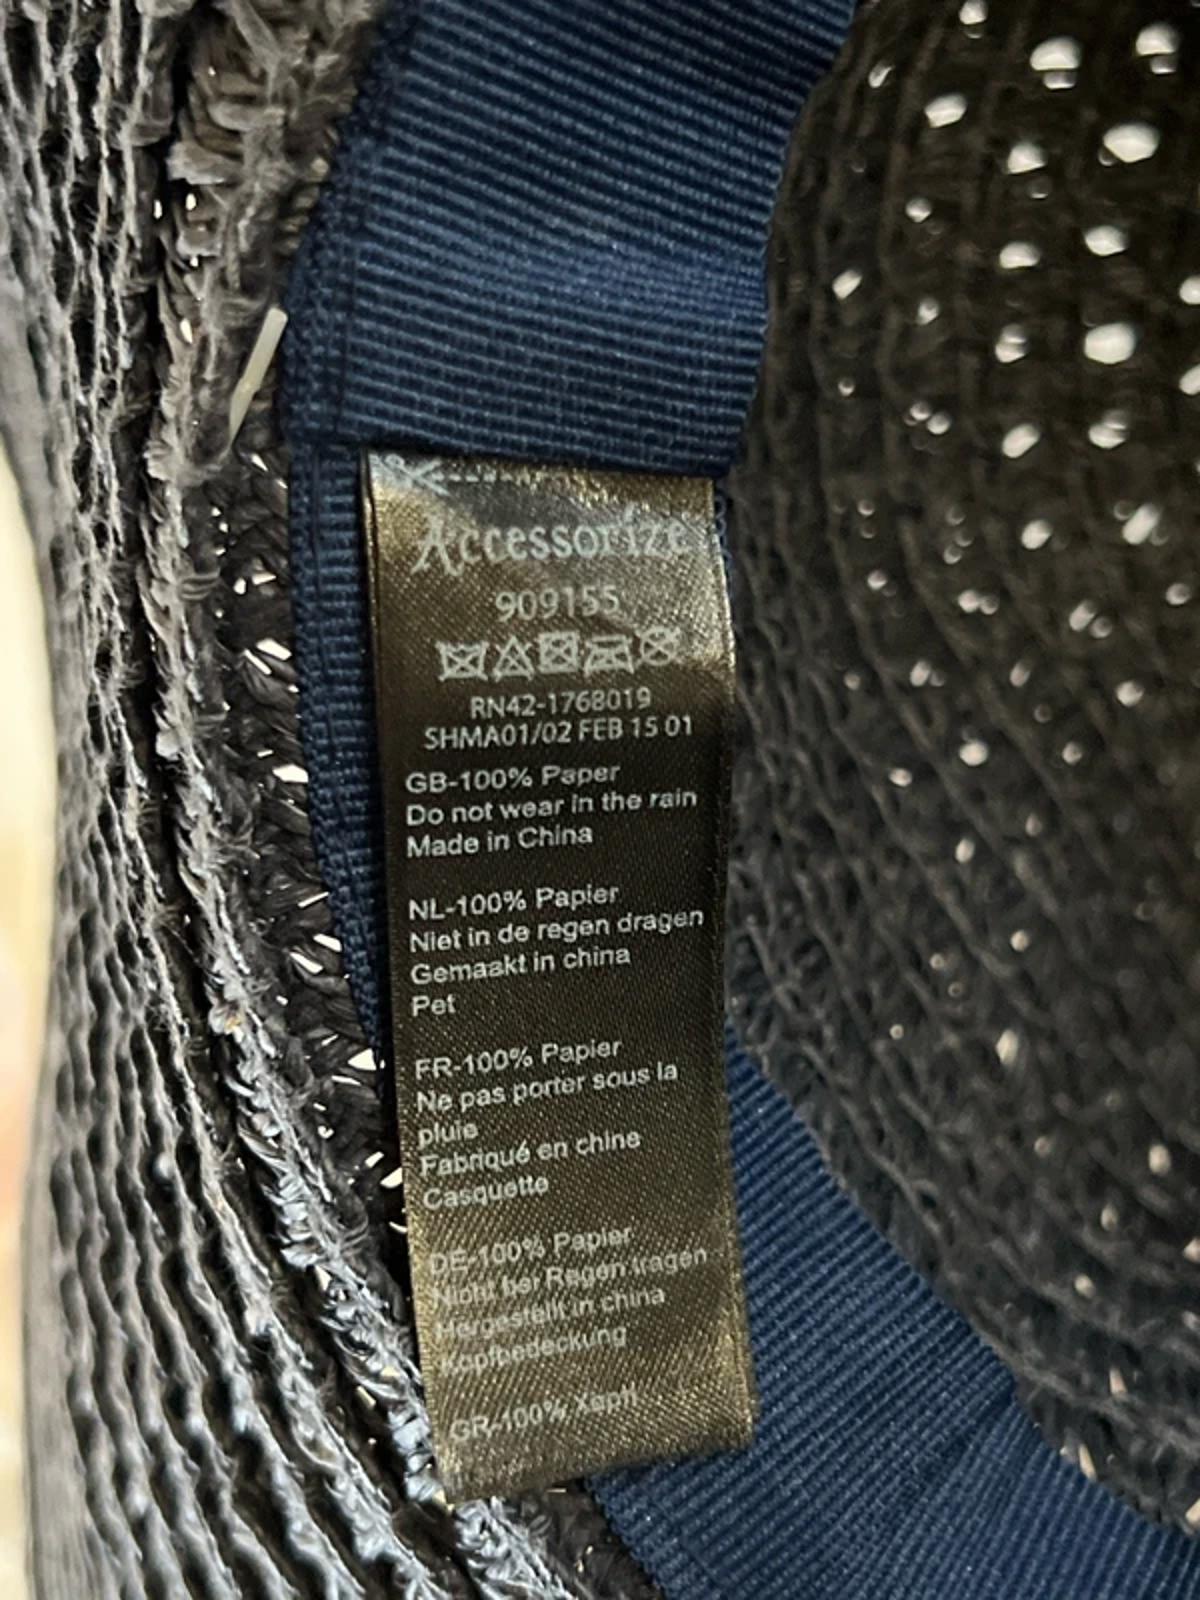 Accessorize
909155
RN42-1768019
SHMA01/02 FEB 15 01
GB-100% Paper
Do not wear in the rain
Made in China
NL-100% Papier
Niet in de regen dragen
Gemaakt in china
Pet
FR-100% Papier
Ne pas porter sous la
pluie
Fabriqué en chine
Casquette
DE-100% Papier
Nicht bei Regen tragen
Hergestellt in china
Kopfbedeckung
GR-100% Χαρτί